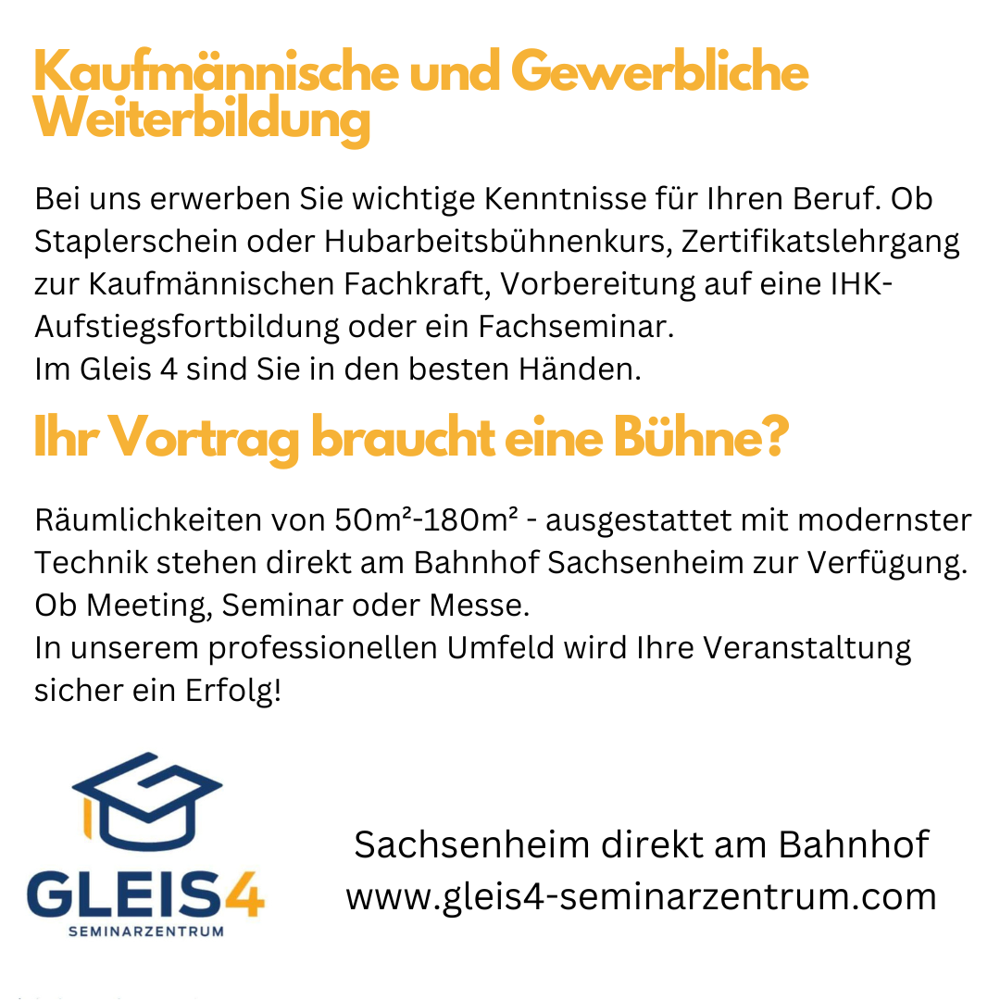 Kaufmännische und Gewerbliche
Weiterbildung
Bei uns erwerben Sie wichtige Kenntnisse für Ihren Beruf. Ob
Staplerschein oder Hubarbeitsbühnenkurs, Zertifikatslehrgang
zur Kaufmännischen Fachkraft, Vorbereitung auf eine IHK-
Aufstiegsfortbildung oder ein Fachseminar.
Im Gleis 4 sind Sie in den besten Händen.
Ihr Vortrag braucht eine Bühne?
Räumlichkeiten von 50m²-180m² - ausgestattet mit modernster
Technik stehen direkt am Bahnhof Sachsenheim zur Verfügung.
Ob Meeting, Seminar oder Messe.
In unserem professionellen Umfeld wird Ihre Veranstaltung
sicher ein Erfolg!
GLEIS4
SEMINARZENTRUM
Sachsenheim direkt am Bahnhof
www.gleis4-seminarzentrum.com